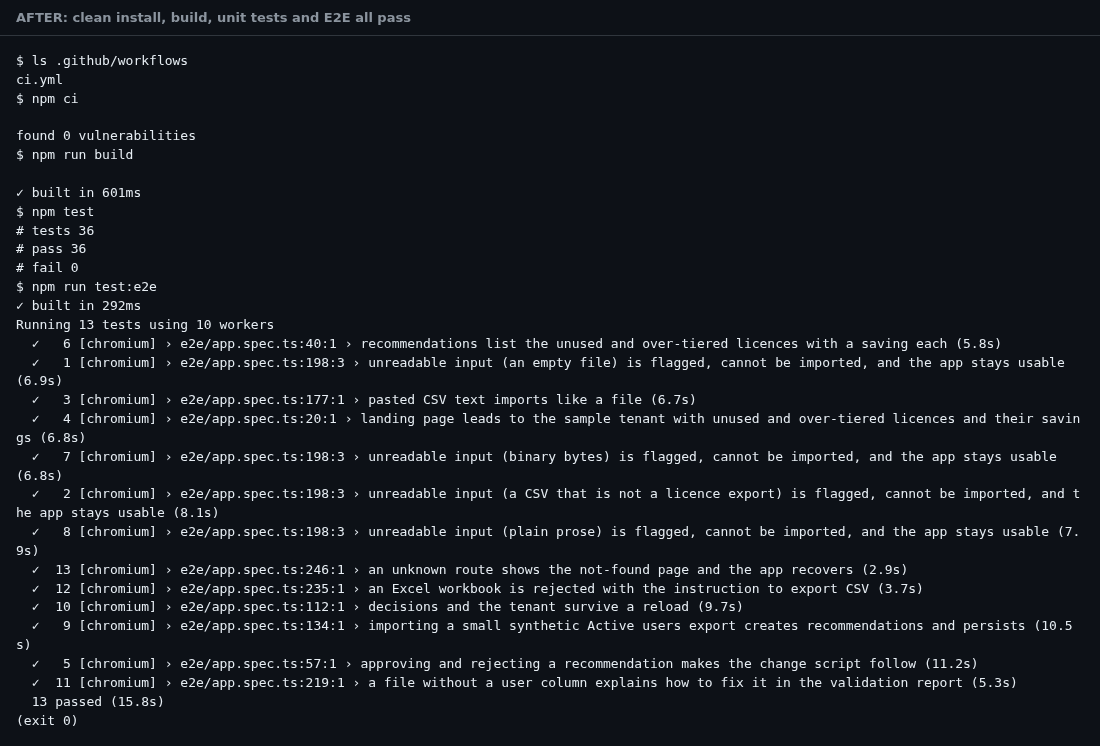 AFTER: clean install, build, unit tests and E2E all pass
$ ls .github/workflows
ci.yml
$ npm ci
found 0 vulnerabilities
$ npm run build
✓ built in 601ms
$ npm test
# tests 36
# pass 36
# fail 0
$ npm run test:e2e
✓ built in 292ms
Running 13 tests using 10 workers
  ✓   6 [chromium] › e2e/app.spec.ts:40:1 › recommendations list the unused and over-tiered licences with a saving each (5.8s)
  ✓   1 [chromium] › e2e/app.spec.ts:198:3 › unreadable input (an empty file) is flagged, cannot be imported, and the app stays usable
(6.9s)
  ✓   3 [chromium] › e2e/app.spec.ts:177:1 › pasted CSV text imports like a file (6.7s)
  ✓   4 [chromium] › e2e/app.spec.ts:20:1 › landing page leads to the sample tenant with unused and over-tiered licences and their savin
gs (6.8s)
  ✓   7 [chromium] › e2e/app.spec.ts:198:3 › unreadable input (binary bytes) is flagged, cannot be imported, and the app stays usable
(6.8s)
  ✓   2 [chromium] › e2e/app.spec.ts:198:3 › unreadable input (a CSV that is not a licence export) is flagged, cannot be imported, and t
he app stays usable (8.1s)
  ✓   8 [chromium] › e2e/app.spec.ts:198:3 › unreadable input (plain prose) is flagged, cannot be imported, and the app stays usable (7.
9s)
  ✓  13 [chromium] › e2e/app.spec.ts:246:1 › an unknown route shows the not-found page and the app recovers (2.9s)
  ✓  12 [chromium] › e2e/app.spec.ts:235:1 › an Excel workbook is rejected with the instruction to export CSV (3.7s)
  ✓  10 [chromium] › e2e/app.spec.ts:112:1 › decisions and the tenant survive a reload (9.7s)
  ✓   9 [chromium] › e2e/app.spec.ts:134:1 › importing a small synthetic Active users export creates recommendations and persists (10.5
s)
  ✓   5 [chromium] › e2e/app.spec.ts:57:1 › approving and rejecting a recommendation makes the change script follow (11.2s)
  ✓  11 [chromium] › e2e/app.spec.ts:219:1 › a file without a user column explains how to fix it in the validation report (5.3s)
  13 passed (15.8s)
(exit 0)